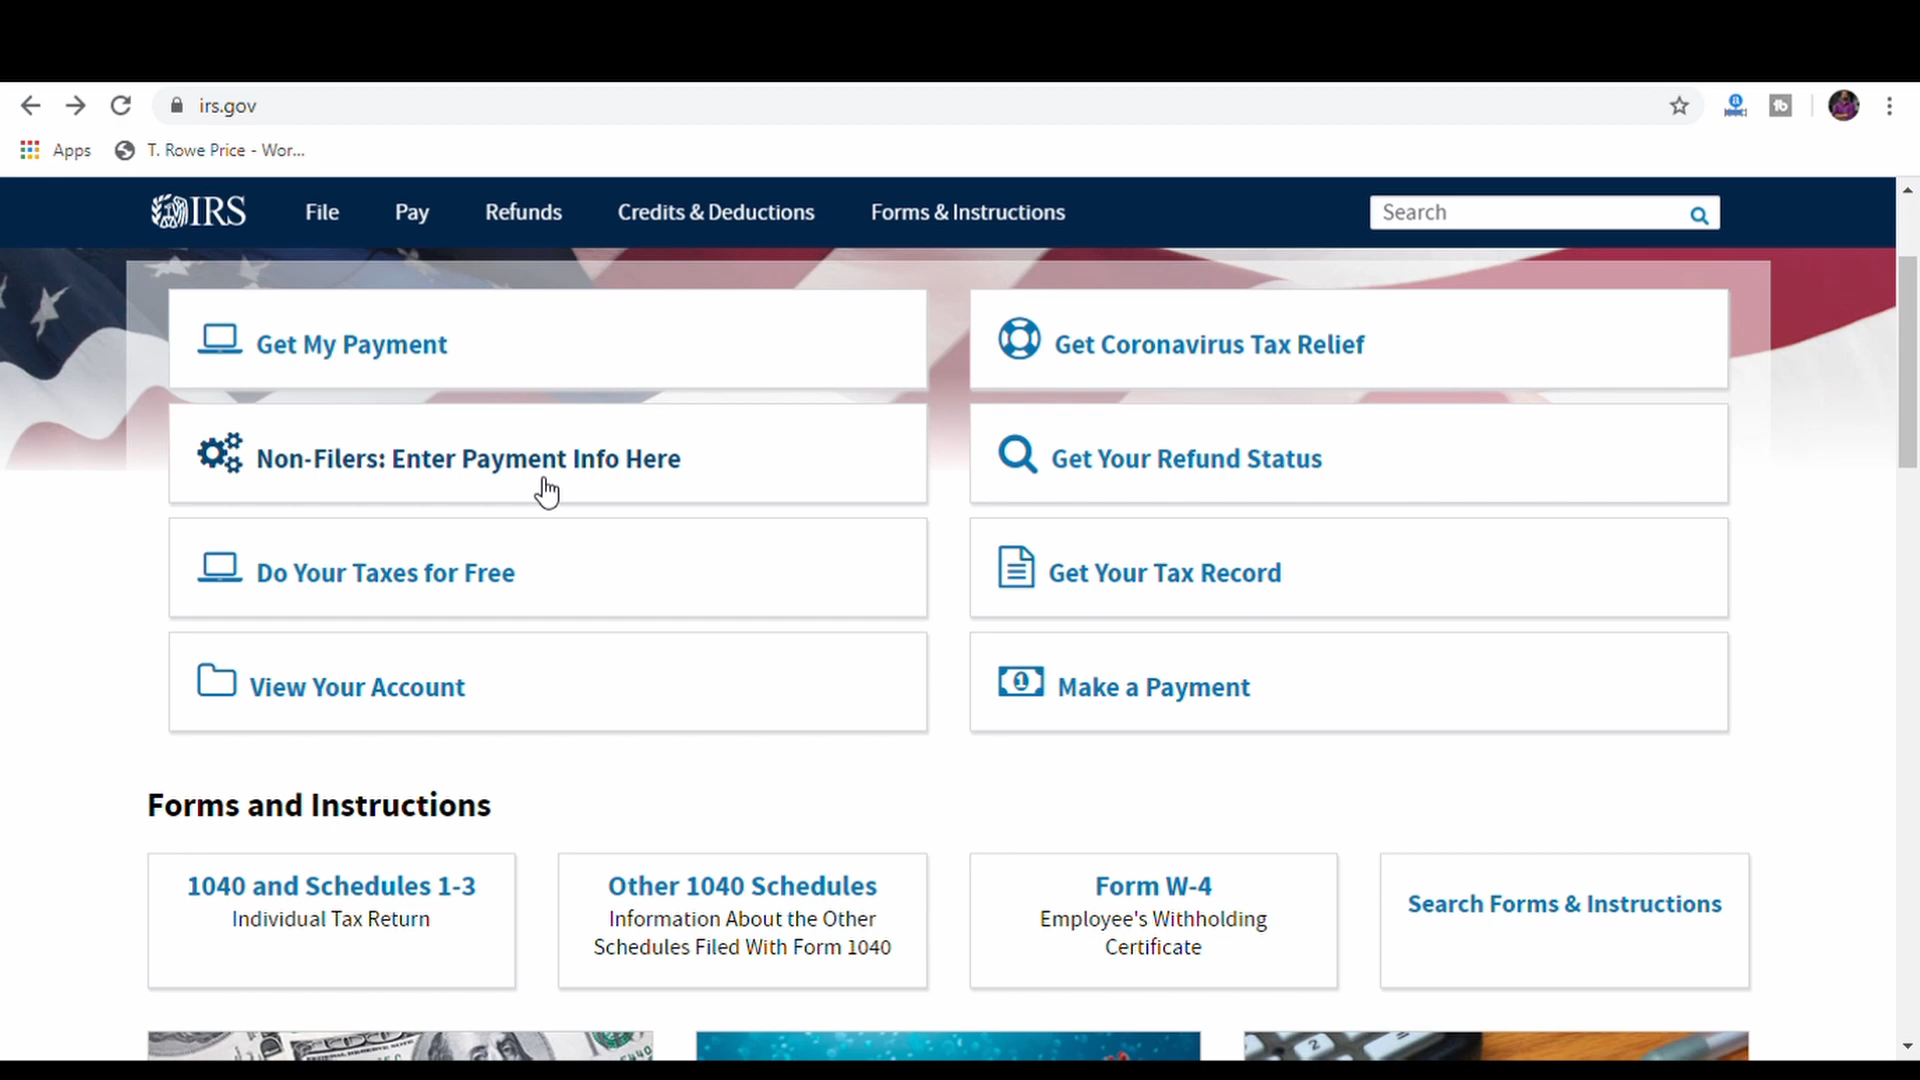 irs.gov
Apps
T. Rowe Price - Wor...
IRS
File
Pay
Refunds
Credits & Deductions
Forms & Instructions
Search
Get My Payment
Get Coronavirus Tax Relief
Non-Filers: Enter Payment Info Here
Get Your Refund Status
Do Your Taxes for Free
Get Your Tax Record
View Your Account
1
Make a Payment
Forms and Instructions
1040 and Schedules 1-3
Individual Tax Return
Other 1040 Schedules
Information About the Other
Schedules Filed With Form 1040
Form W-4
Employee's Withholding
Certificate
Search Forms & Instructions